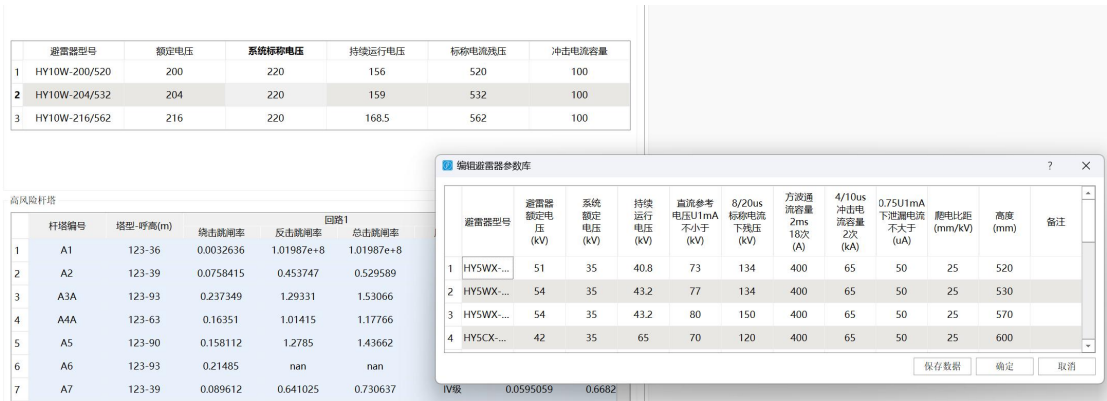 避雷器型号 额定电压 系统标称电压 持续运行电压 标称电流残压 冲击电流容量
1 HY10W-200/520 200 220 156 520 100
2 HY10W-204/532 204 220 159 532 100
3 HY10W-216/562 216 220 168.5 562 100
高风险杆塔
杆塔编号 塔型-呼高(m) 回路1
绕击跳闸率 反击跳闸率 总击跳闸率
1 A1 123-36 0.0032636 1.01987e+8 1.01987e+8
2 A2 123-39 0.0758415 0.453747 0.529589
3 A3A 123-93 0.237349 1.29331 1.53066
4 A4A 123-63 0.16351 1.01415 1.17766
5 A5 123-90 0.158112 1.2785 1.43662
6 A6 123-93 0.21485 nan nan
7 A7 123-39 0.089612 0.641025 0.730637 IV级 0.0595059 0.6682
编辑避雷器参数库 ? ×
避雷器型号 避雷器额定电压(kV) 系统额定电压(kV) 持续运行电压(kV) 直流参考电压U1mA不小于(kV) 8/20us标称电流下残压(kV) 方波通流容量2ms18次(A) 4/10us冲击电流容量2次(kA) 0.75U1mA下泄漏电流不大于(uA) 爬电比距(mm/kV) 高度(mm) 备注
1 HY5WX-... 51 35 40.8 73 134 400 65 50 25 520
2 HY5WX-... 54 35 43.2 77 134 400 65 50 25 530
3 HY5WX-... 54 35 43.2 80 150 400 65 50 25 570
4 HY5CX-... 42 35 65 70 120 400 65 50 25 600
保存数据 确定 取消